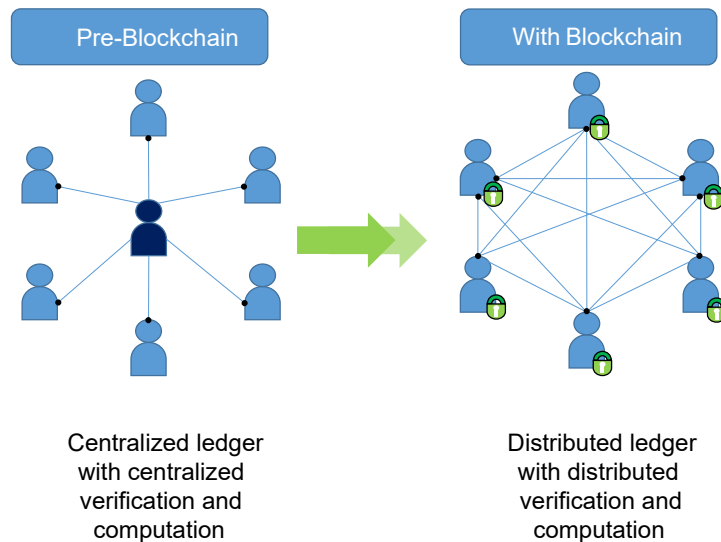 Pre-Blockchain
With Blockchain
Centralized ledger
with centralized
verification and
computation
Distributed ledger
with distributed
verification and
computation